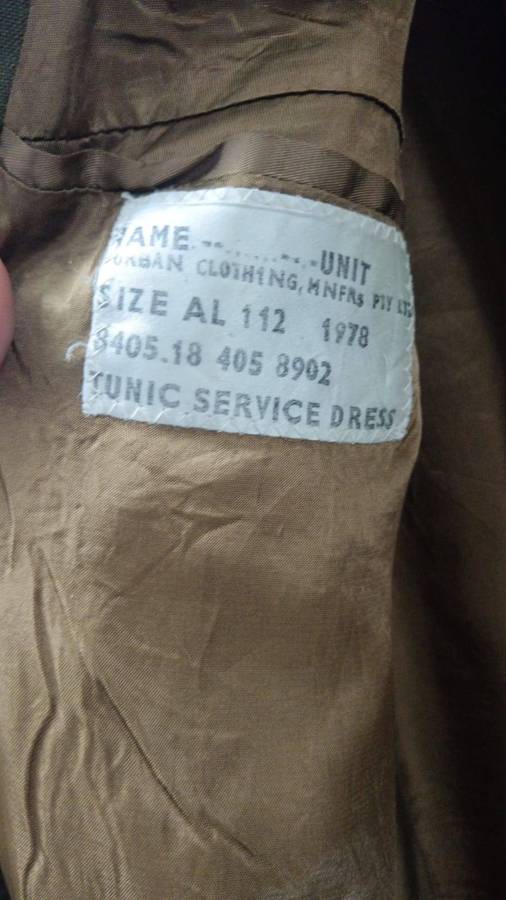 NAME ............UNIT
DURBAN CLOTHING, MNFRS PTY LTD
SIZE AL 112 1978
8405.18 405 8902
TUNIC SERVICE DRESS